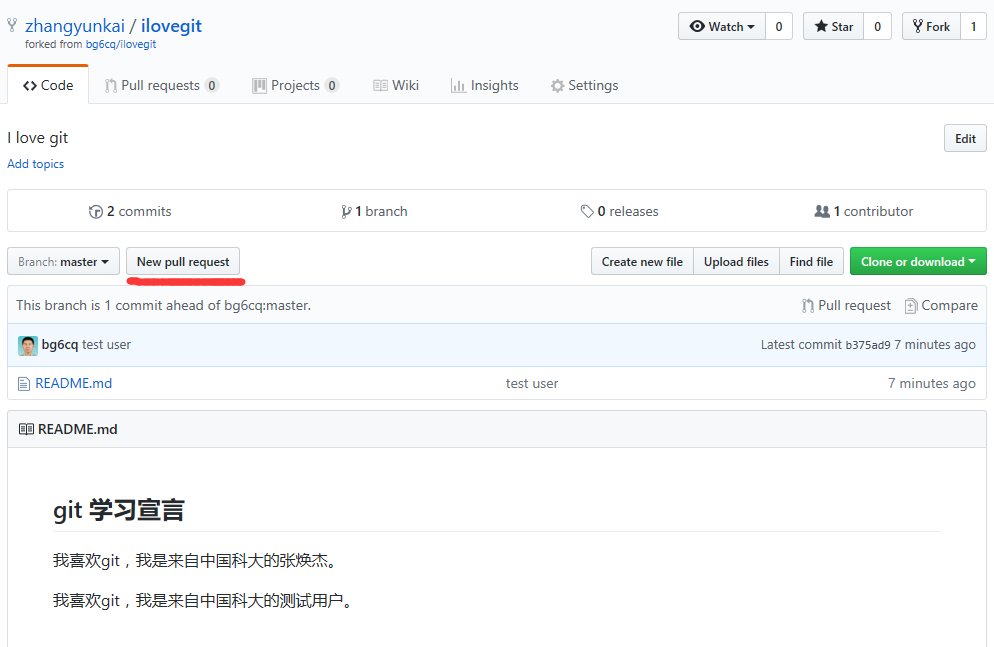 zhangyunkai / ilovegit
forked from bg6cq/ilovegit
Watch 0 Star 0 Fork 1
Code Pull requests 0 Projects 0 Wiki Insights Settings
I love git
Edit
Add topics
2 commits 1 branch 0 releases 1 contributor
Branch: master New pull request Create new file Upload files Find file Clone or download
This branch is 1 commit ahead of bg6cq:master. Pull request Compare
bg6cq test user Latest commit b375ad9 7 minutes ago
README.md test user 7 minutes ago
README.md
git 学习宣言
我喜欢git，我是来自中国科大的张焕杰。
我喜欢git，我是来自中国科大的测试用户。